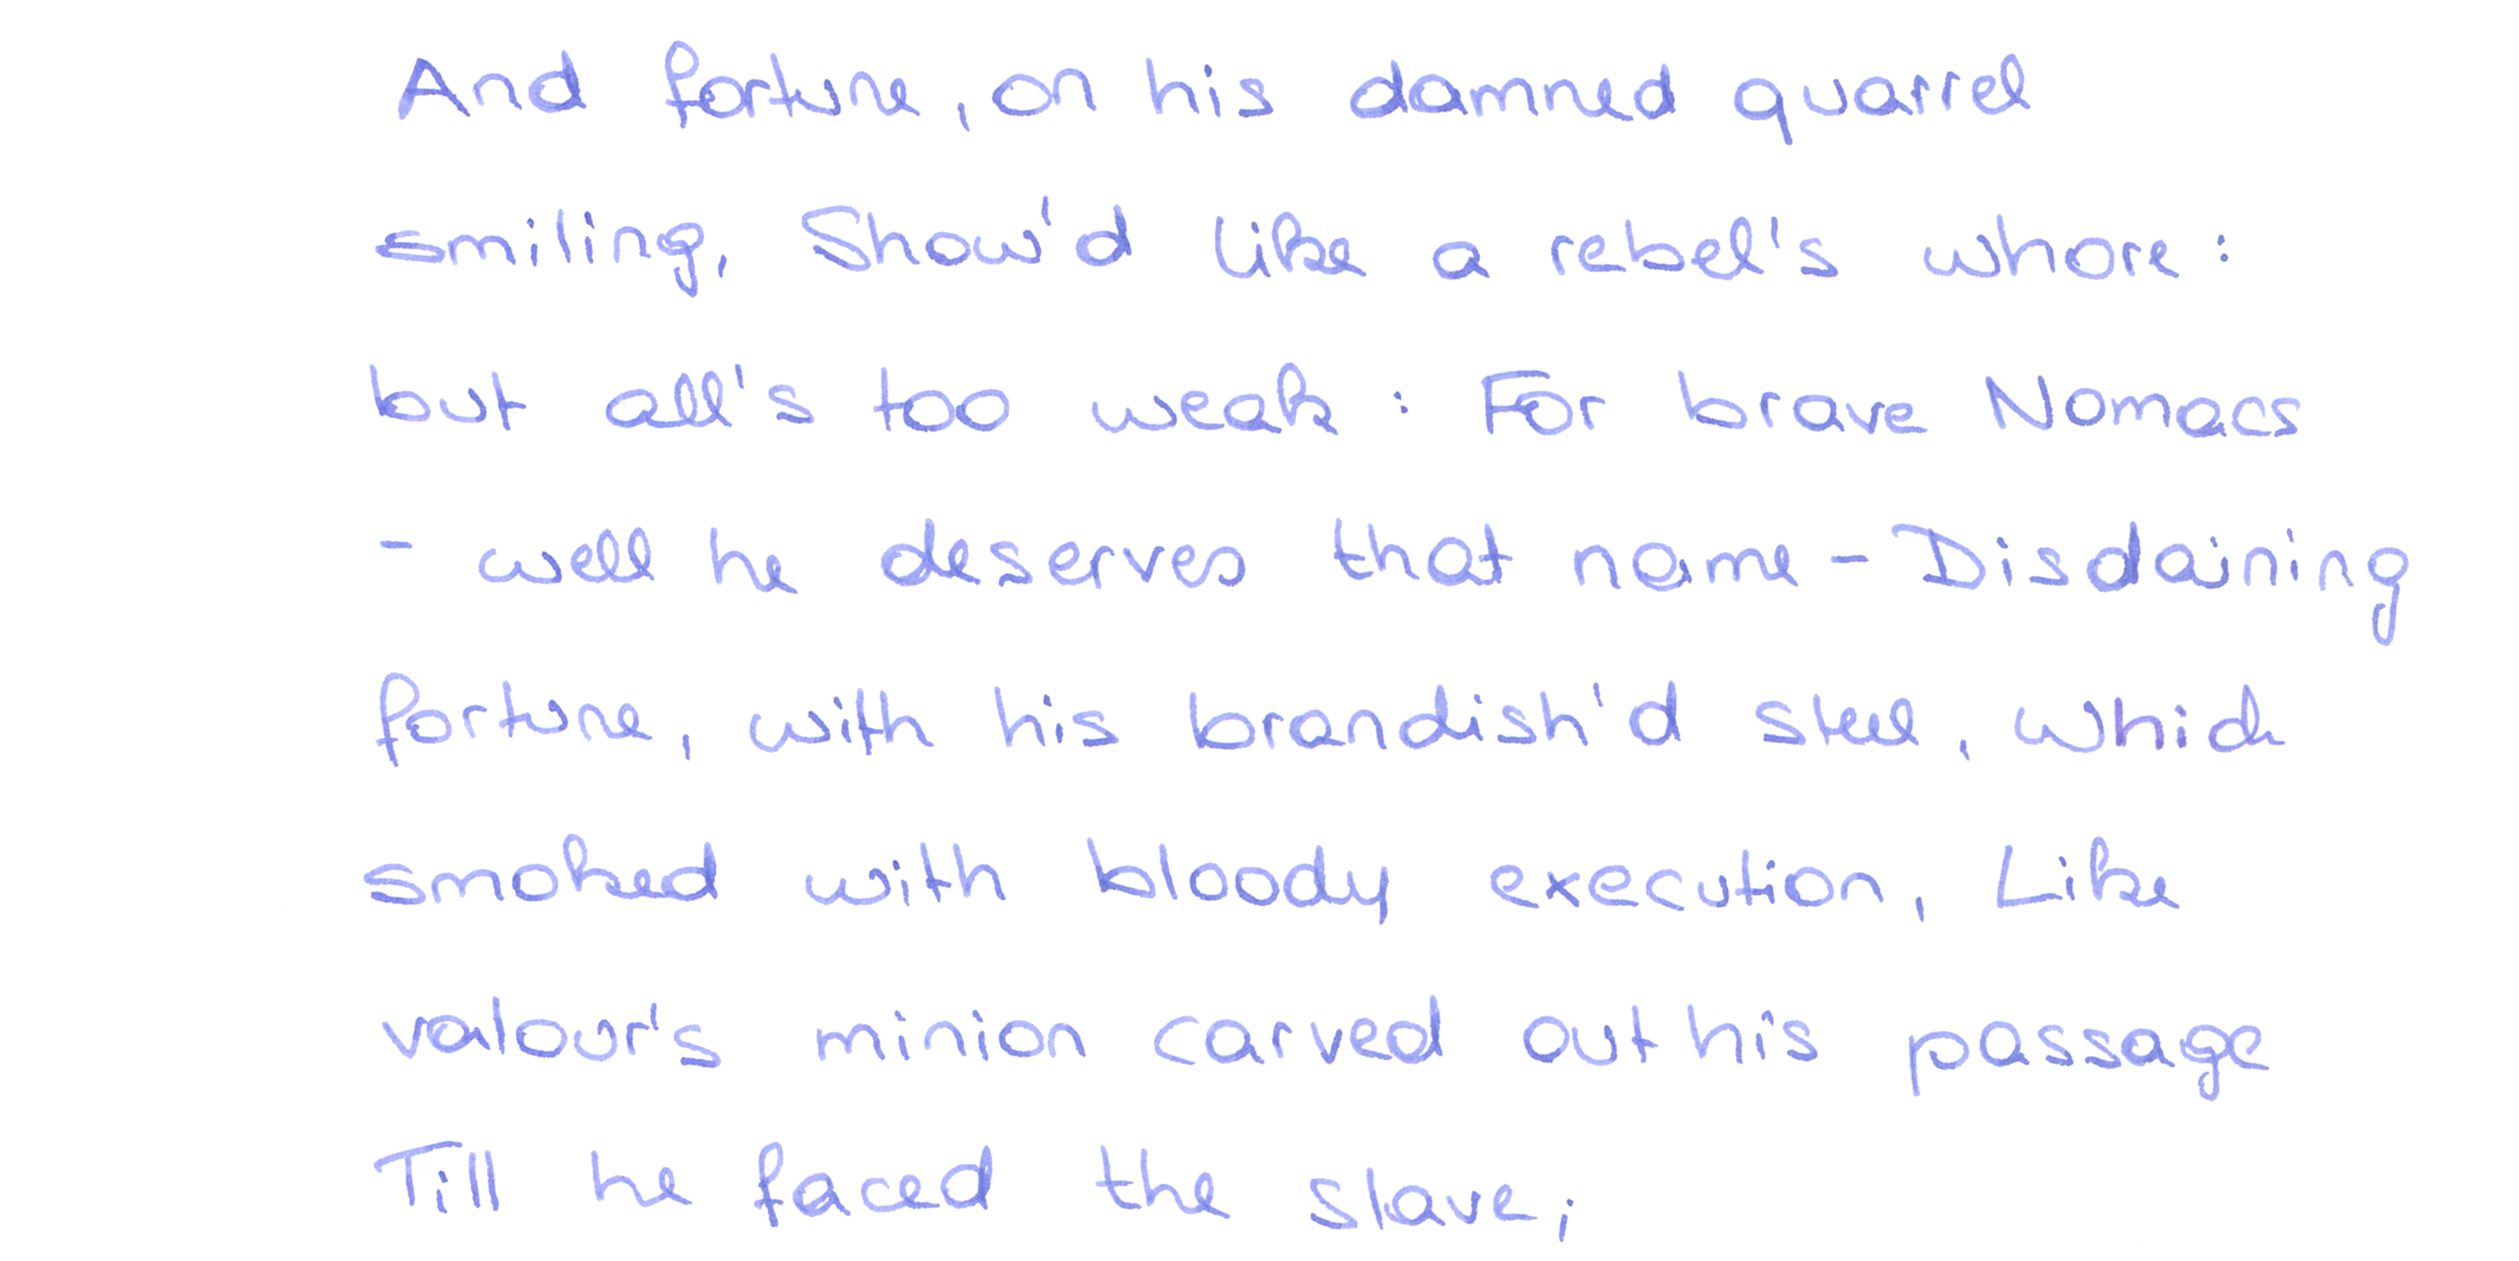 And fortune, on his damned quarrel
smiling, Show'd like a rebel's whore:
but all's too weak: For brave Nomacs
- well he deserves that name - Disdaining
fortune, with his brandish'd steel, which
smoked with bloody execution, Like
valour's minion carved out his passage
Till he faced the slave;